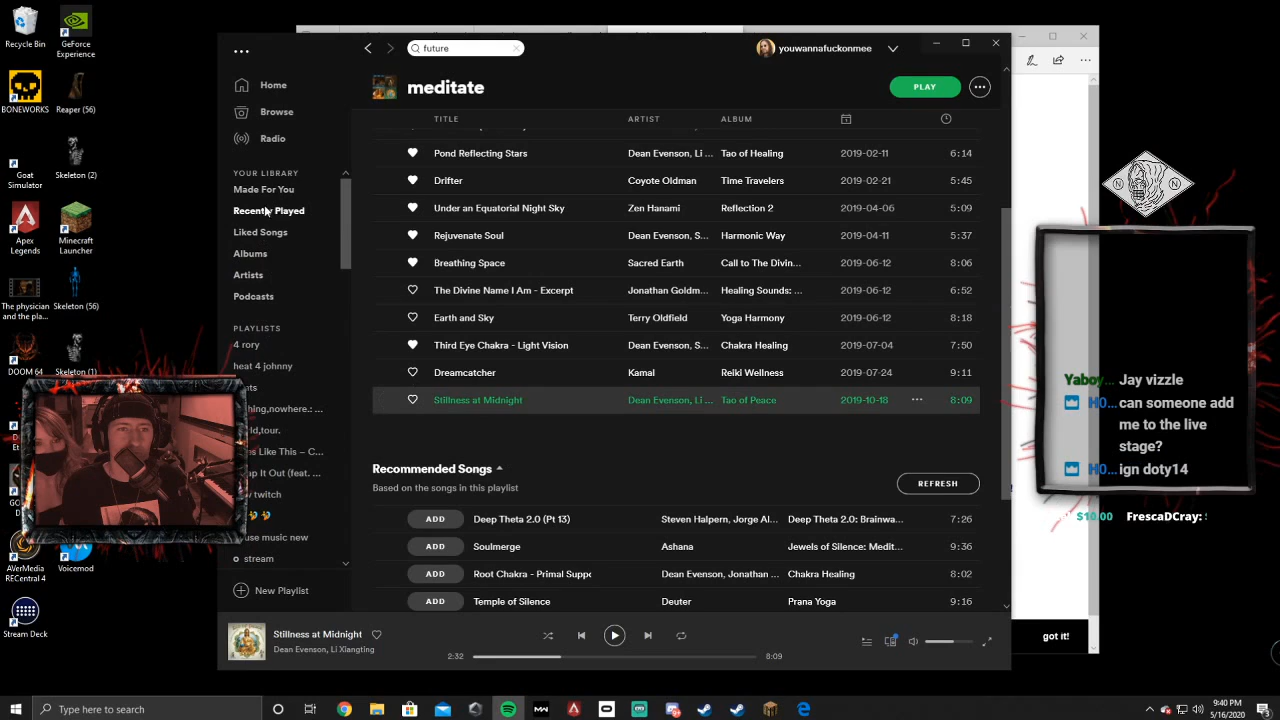 Recycle Bin
GeForce
Experience
BONEWORKS
Reaper (56)
Goat
Simulator
Skeleton (2)
Apex
Legends
Minecraft
Launcher
The physician
and the pla...
Skeleton (56)
DOOM 64
Skeleton (1)
AVerMedia
RECentral 4
Voicemod
Stream Deck
future
youwannafuckonmee
Home
Browse
Radio
YOUR LIBRARY
Made For You
Recently Played
Liked Songs
Albums
Artists
Podcasts
PLAYLISTS
4 rory
heat 4 johnny
New Playlist
meditate
PLAY
TITLE ARTIST ALBUM
Pond Reflecting Stars Dean Evenson, Li ... Tao of Healing 2019-02-11 6:14
Drifter Coyote Oldman Time Travelers 2019-02-21 5:45
Under an Equatorial Night Sky Zen Hanami Reflection 2 2019-04-06 5:09
Rejuvenate Soul Dean Evenson, S... Harmonic Way 2019-04-11 5:37
Breathing Space Sacred Earth Call to The Divin... 2019-06-12 8:06
The Divine Name I Am - Excerpt Jonathan Goldm... Healing Sounds: ... 2019-06-12 6:52
Earth and Sky Terry Oldfield Yoga Harmony 2019-06-12 8:18
Third Eye Chakra - Light Vision Dean Evenson, S... Chakra Healing 2019-07-04 7:50
Dreamcatcher Kamal Reiki Wellness 2019-07-24 9:11
Stillness at Midnight Dean Evenson, Li ... Tao of Peace 2019-10-18 ... 8:09
Recommended Songs
Based on the songs in this playlist
REFRESH
ADD Deep Theta 2.0 (Pt 13) Steven Halpern, Jorge Al... Deep Theta 2.0: Brainwa... 7:26
ADD Soulmerge Ashana Jewels of Silence: Medit... 9:36
ADD Root Chakra - Primal Suppo Dean Evenson, Jonathan ... Chakra Healing 8:02
ADD Temple of Silence Deuter Prana Yoga 9:16
Stillness at Midnight
Dean Evenson, Li Xiangting
2:32
8:09
N N
Yaboy... Jay vizzle
H0... can someone add
me to the live
stage?
H0... ign doty14
$10.00 FrescaDCray:
got it!
Type here to search
9:40 PM
5/16/2020